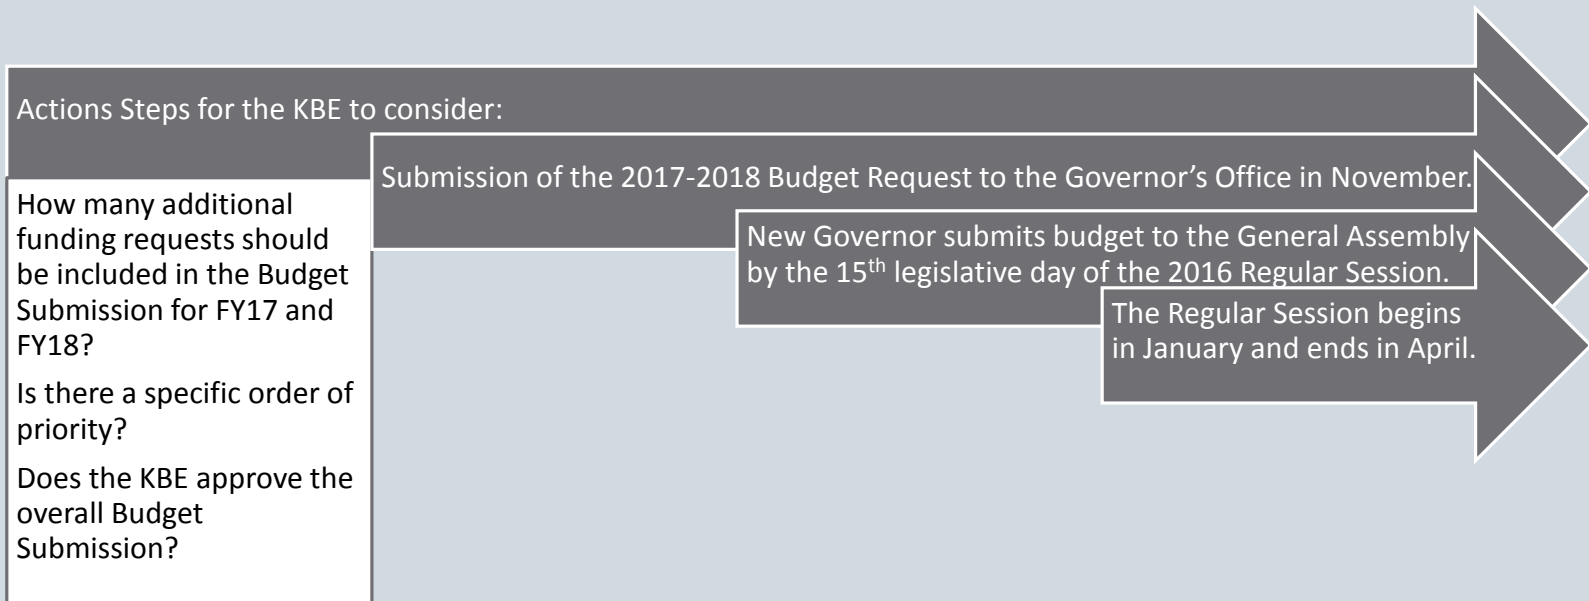 Actions Steps for the KBE to consider:
How many additional
funding requests should
be included in the Budget
Submission for FY17 and
FY18?
Is there a specific order of
priority?
Does the KBE approve the
overall Budget
Submission?
Submission of the 2017-2018 Budget Request to the Governor’s Office in November.
New Governor submits budget to the General Assembly
by the 15th legislative day of the 2016 Regular Session.
The Regular Session begins
in January and ends in April.